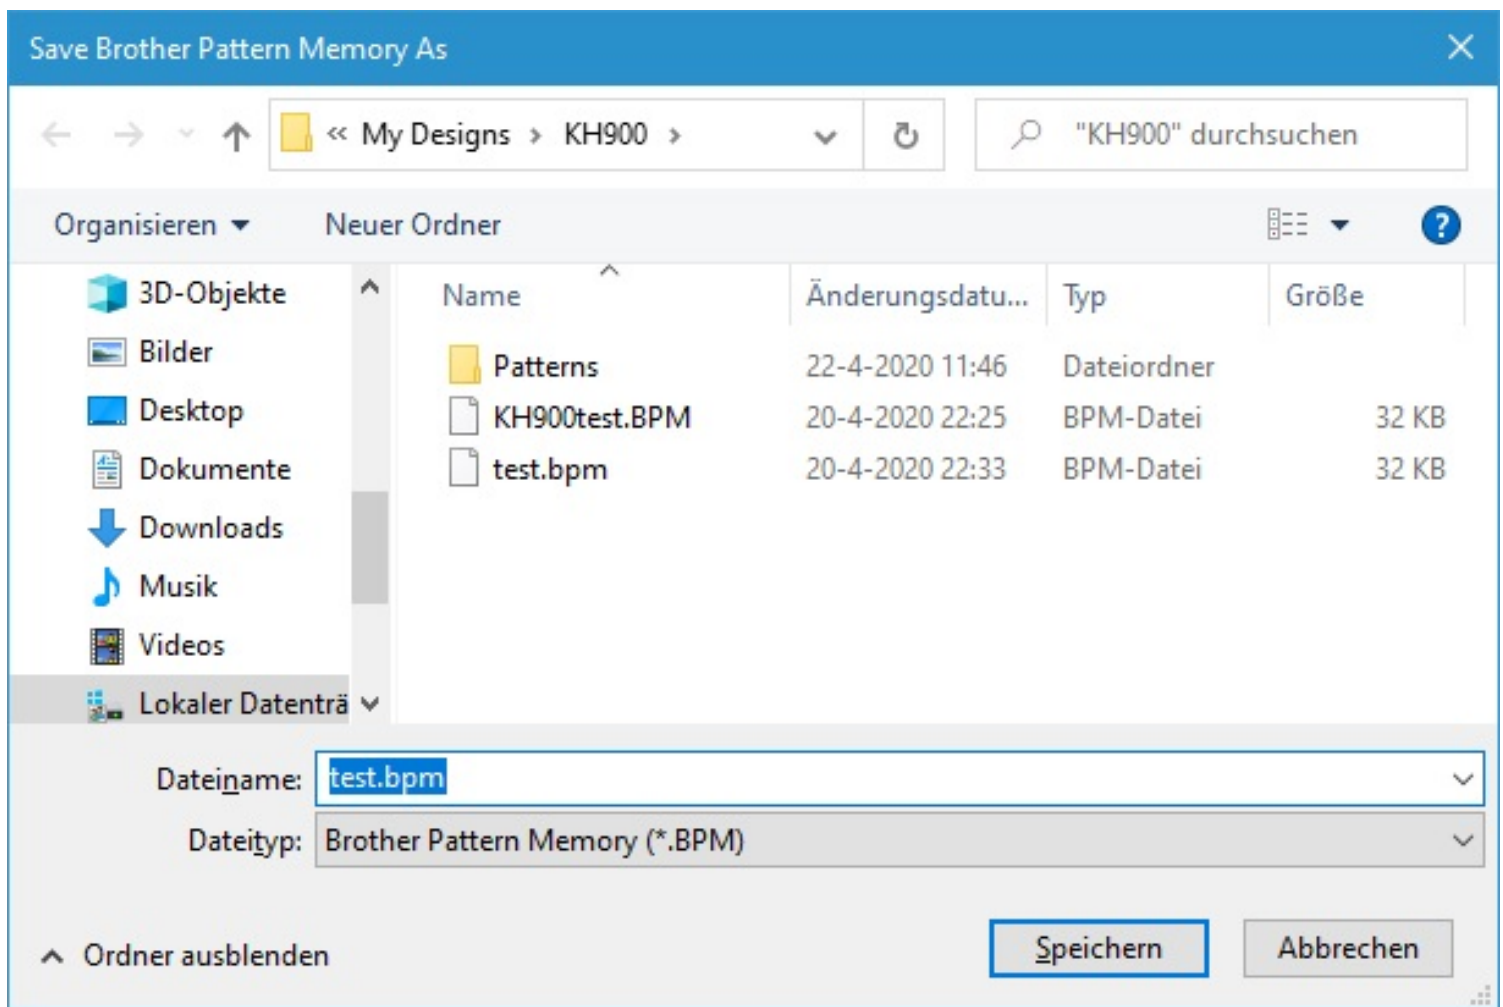 Save Brother Pattern Memory As
« My Designs › KH900 › "KH900" durchsuchen
Organisieren Neuer Ordner ?
3D-Objekte
Bilder
Desktop
Dokumente
Downloads
Musik
Videos
Lokaler Datenträ
Name Änderungsdatu... Typ Größe
Patterns 22-4-2020 11:46 Dateiordner
KH900test.BPM 20-4-2020 22:25 BPM-Datei 32 KB
test.bpm 20-4-2020 22:33 BPM-Datei 32 KB
Dateiname: test.bpm
Dateityp: Brother Pattern Memory (*.BPM)
Ordner ausblenden Speichern Abbrechen